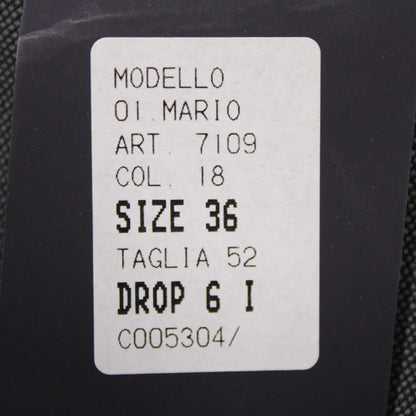 MODELLO
01 MARIO
ART. 7109
COL. 18
SIZE 36
TAGLIA 52
DROP 6 I
C005304/